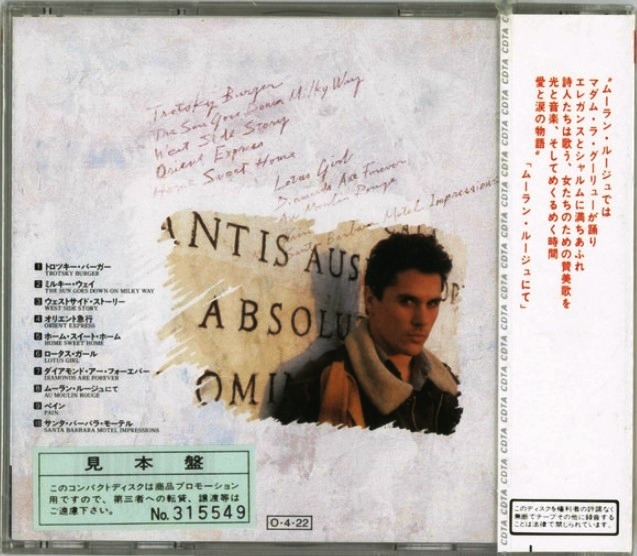 Trotsky Burger
The Sun Goes Down Milky Way
West Side Story
Orient Express
Home Sweet Home
Lotus Girl
Diamonds Are Forever
Au Moulin Rouge
Barbara Motel Impressions
ANTIS AUS
ABSOLU
OMI
1 トロツキー・バーガー
TROTSKY BURGER
2 ミルキー・ウェイ
THE SUN GOES DOWN ON MILKY WAY
3 ウェストサイド・ストーリー
WEST SIDE STORY
4 オリエント急行
ORIENT EXPRESS
5 ホーム・スイート・ホーム
HOME SWEET HOME
6 ロータス・ガール
LOTUS GIRL
7 ダイアモンド・アー・フォーエバー
DIAMONDS ARE FOREVER
8 ムーラン・ルージュにて
AU MOULIN ROUGE
9 ペイン
PAIN
10 サンタ・バーバラ・モーテル
SANTA BARBARA MOTEL IMPRESSIONS
見本盤
このコンパクトディスクは商品プロモーション
用ですので、第三者への転貸、譲渡等は
ご遠慮下さい。
No.315549
O-4-22
CDTA CDTA CDTA CDTA CDTA CDTA CDTA CDTA CDTA CDTA CDTA CDTA CDTA CDTA CDTA CDTA
“ムーラン・ルージュでは
マダム・ラ・グーリューが踊り
エレガンスとシャルムに満ちあふれ
詩人たちは歌う、女たちのための賛美歌を
光と音楽、そしてめくるめく時間
愛と涙の物語”
「ムーラン・ルージュにて」
このディスクを権利者の許諾なく
無断でテープその他に録音する
ことは法律で禁じられています。